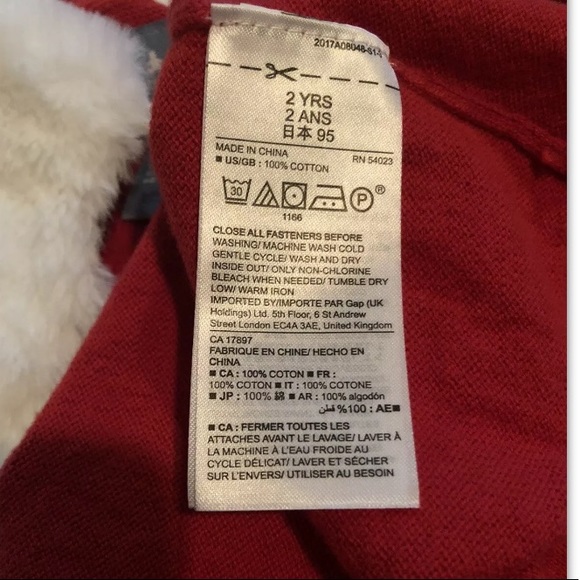 2017A08048-S1-1
2 YRS
2 ANS
日本 95
MADE IN CHINA RN 54023
■ US/GB : 100% COTTON
30 P ®
1166
CLOSE ALL FASTENERS BEFORE
WASHING/ MACHINE WASH COLD
GENTLE CYCLE/ WASH AND DRY
INSIDE OUT/ ONLY NON-CHLORINE
BLEACH WHEN NEEDED/ TUMBLE DRY
LOW/ WARM IRON
IMPORTED BY/IMPORTE PAR Gap (UK
Holdings) Ltd. 5th Floor, 6 St Andrew
Street London EC4A 3AE, United Kingdom
CA 17897
FABRIQUE EN CHINE/ HECHO EN
CHINA
■ CA : 100% COTON ■ FR :
100% COTON ■ IT : 100% COTONE
■ JP : 100% 綿 ■ AR : 100% algodón
■AE : 100% قطن
■ CA : FERMER TOUTES LES
ATTACHES AVANT LE LAVAGE/ LAVER À
LA MACHINE À L'EAU FROIDE AU
CYCLE DÉLICAT/ LAVER ET SÉCHER
SUR L'ENVERS/ UTILISER AU BESOIN